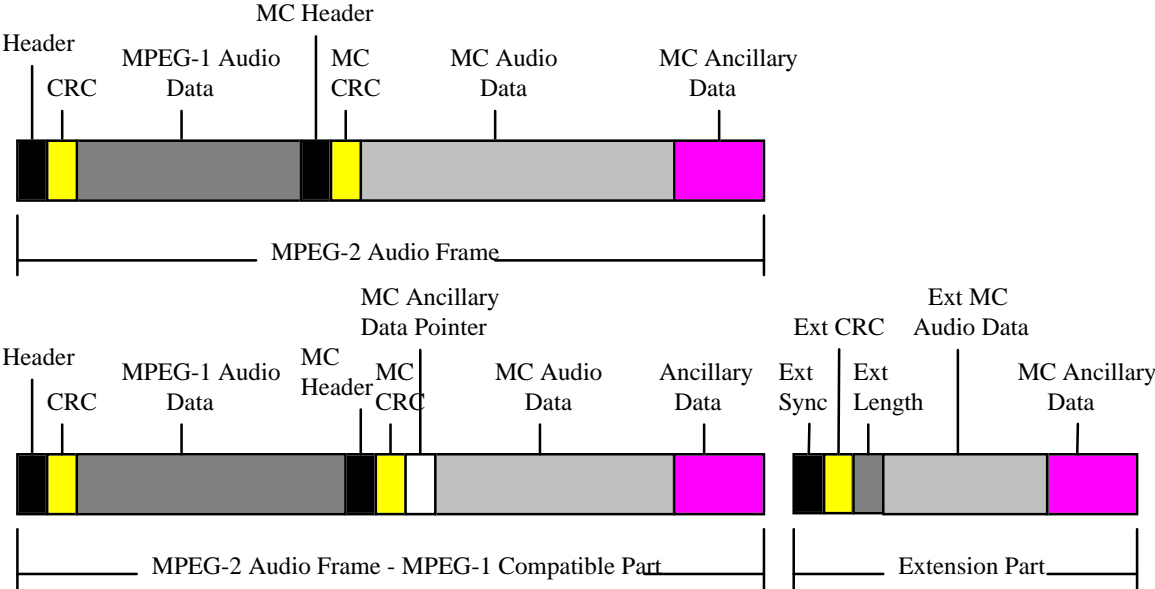 MC Header
Header
MPEG-1 Audio
Data
MC
CRC
MC Audio
Data
MC Ancillary
Data
CRC
MPEG-2 Audio Frame
MC Ancillary
Data Pointer
Ext MC
Audio Data
Ext CRC
Header
CRC
MPEG-1 Audio
Data
MC
Header
MC
CRC
MC Audio
Data
Ancillary
Data
Ext
Sync
Ext
Length
MC Ancillary
Data
MPEG-2 Audio Frame - MPEG-1 Compatible Part
Extension Part